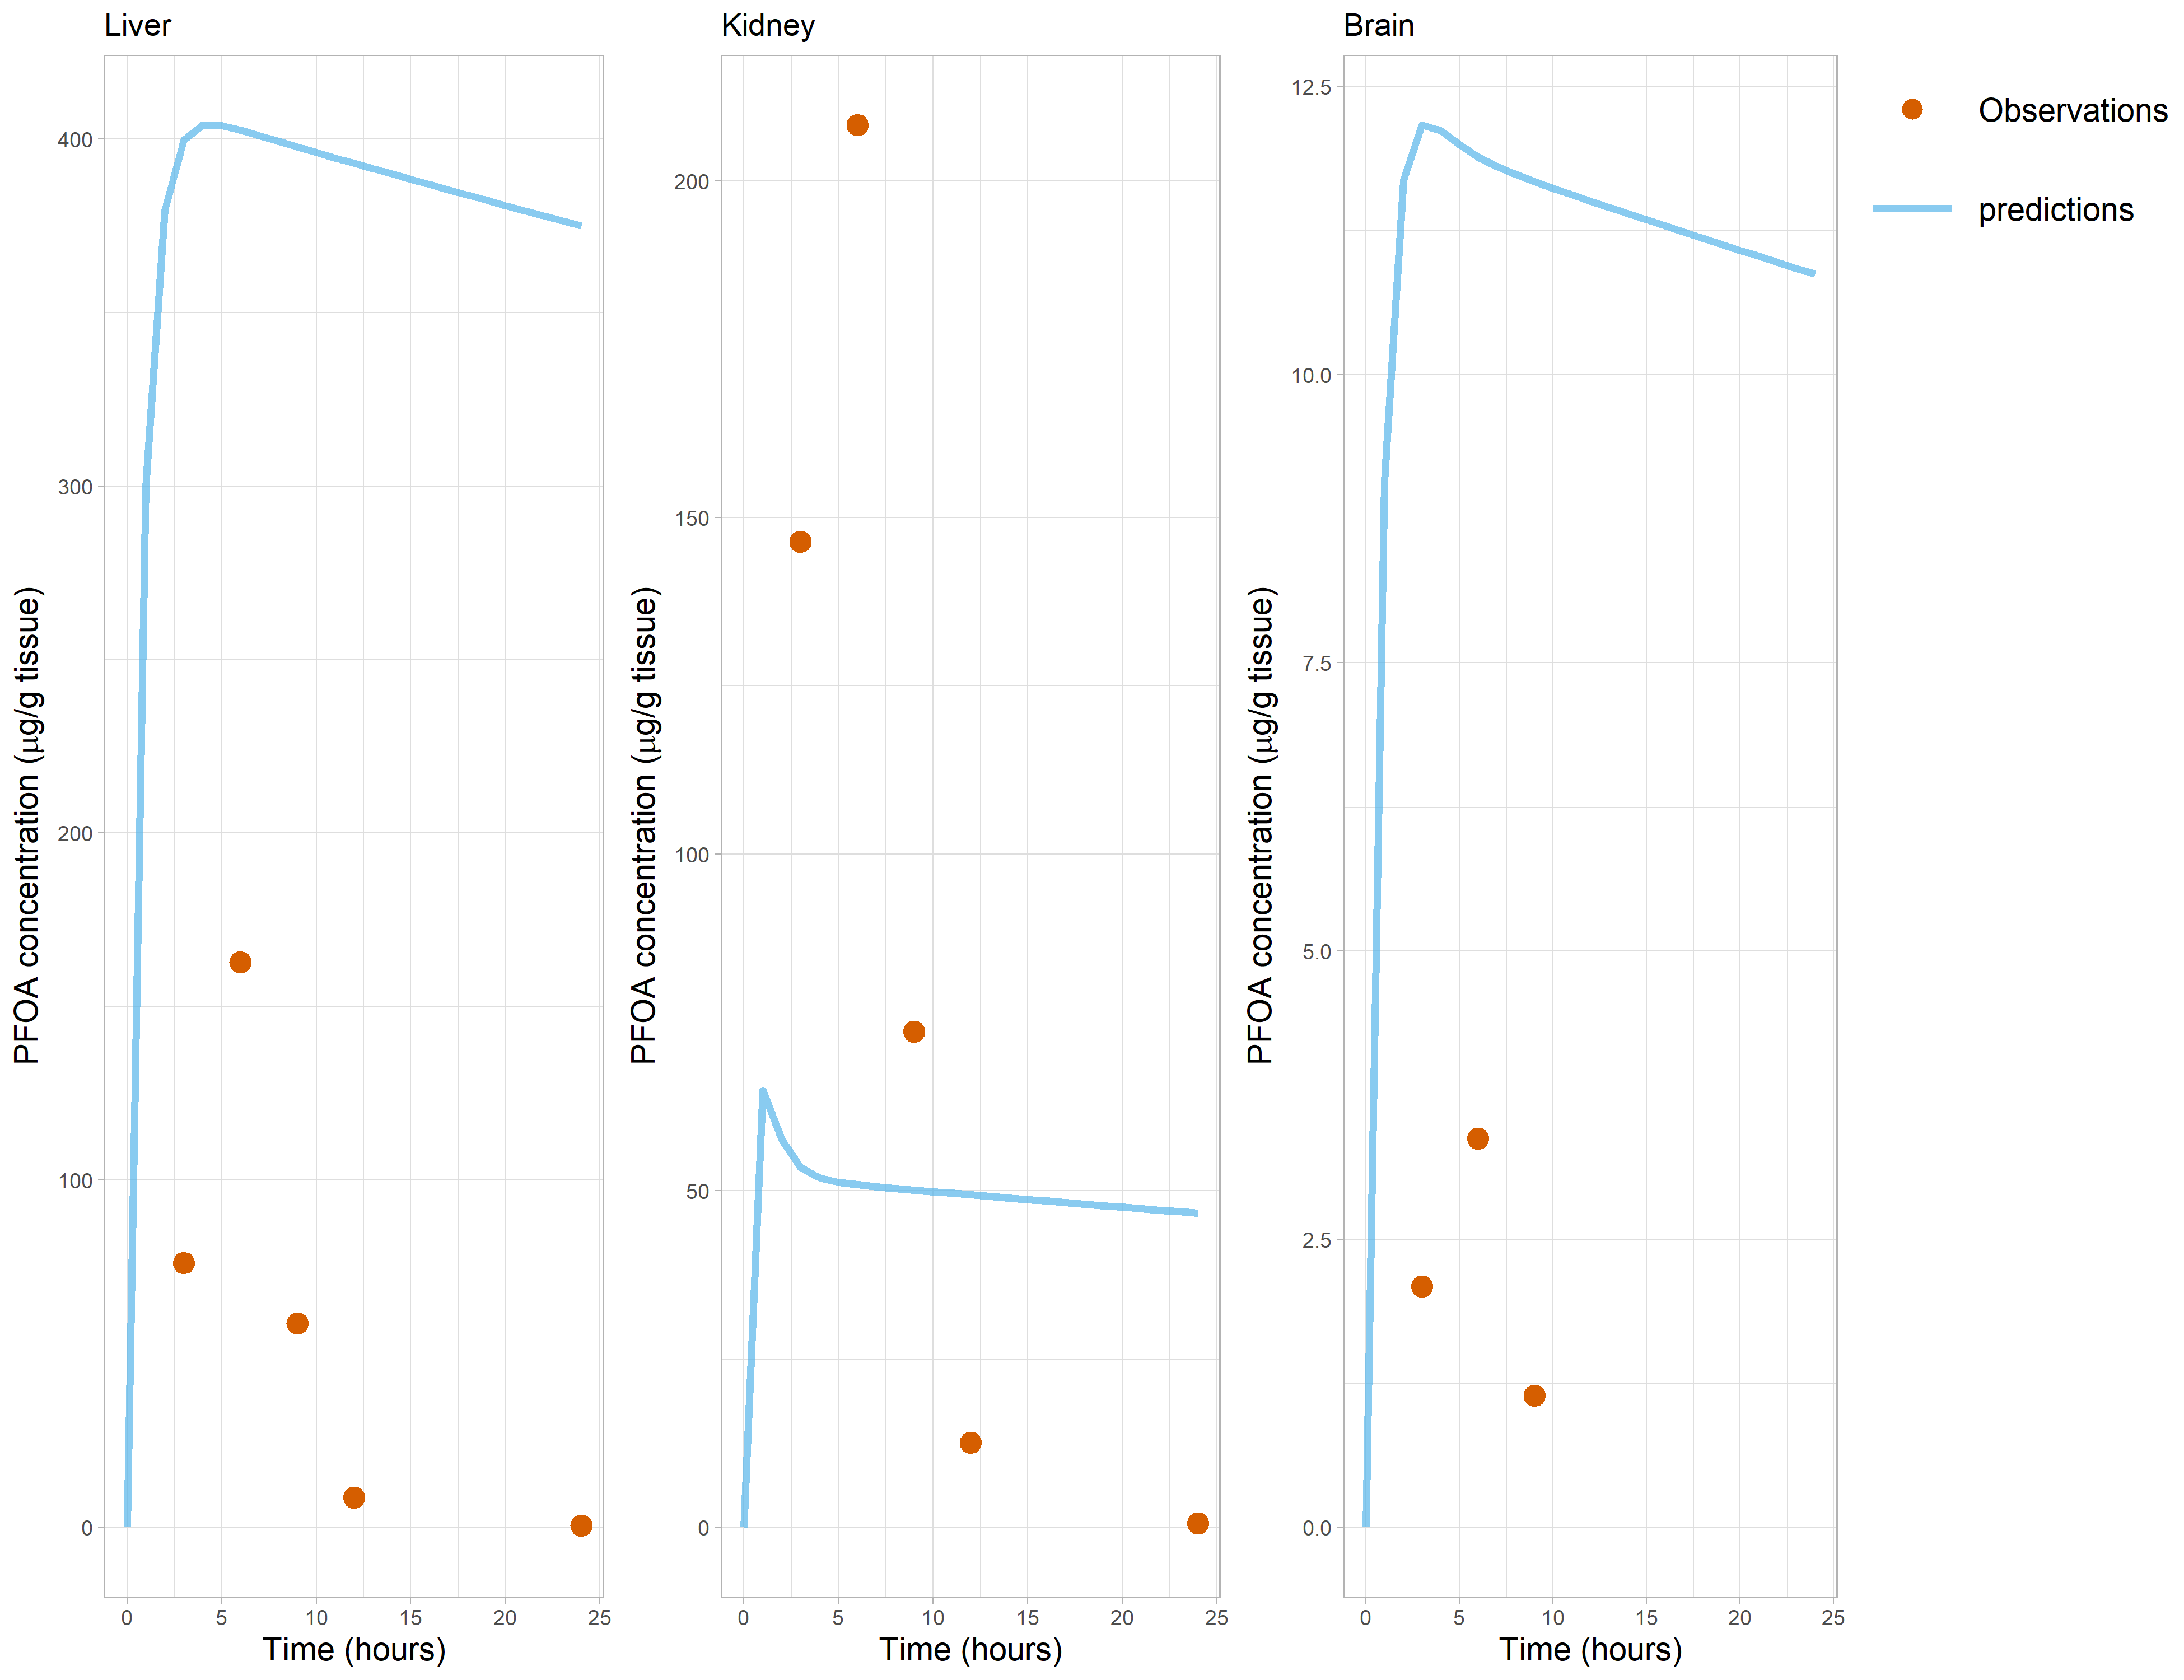 Liver
PFOA concentration (μg/g tissue)
400
300
200
100
0
0 5 10 15 20 25
Time (hours)
Kidney
PFOA concentration (μg/g tissue)
200
150
100
50
0
0 5 10 15 20 25
Time (hours)
Brain
PFOA concentration (μg/g tissue)
12.5
10.0
7.5
5.0
2.5
0.0
0 5 10 15 20 25
Time (hours)
Observations
predictions